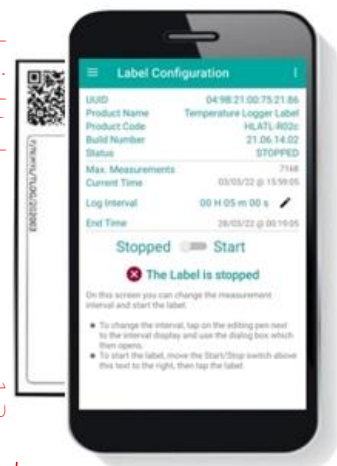 Label Configuration
UUID 04:98:21:00:75:21:86
Product Name Temperature Logger Label
Product Code HLATL-R02c
Build Number 21.06.14.02
Status STOPPED
Max. Measurements 7168
Current Time 03/03/22 @ 15:59:05
Log Interval 00 H 05 m 00 s
End Time 28/03/22 @ 00:19:05
Stopped Start
The Label is stopped
On this screen you can change the measurement
interval and start the label.
To change the interval, tap on the editing pen next
to the interval display and use the dialog box which
then opens.
To start the label, move the Start/Stop switch above
this text to the right, then tap the label.